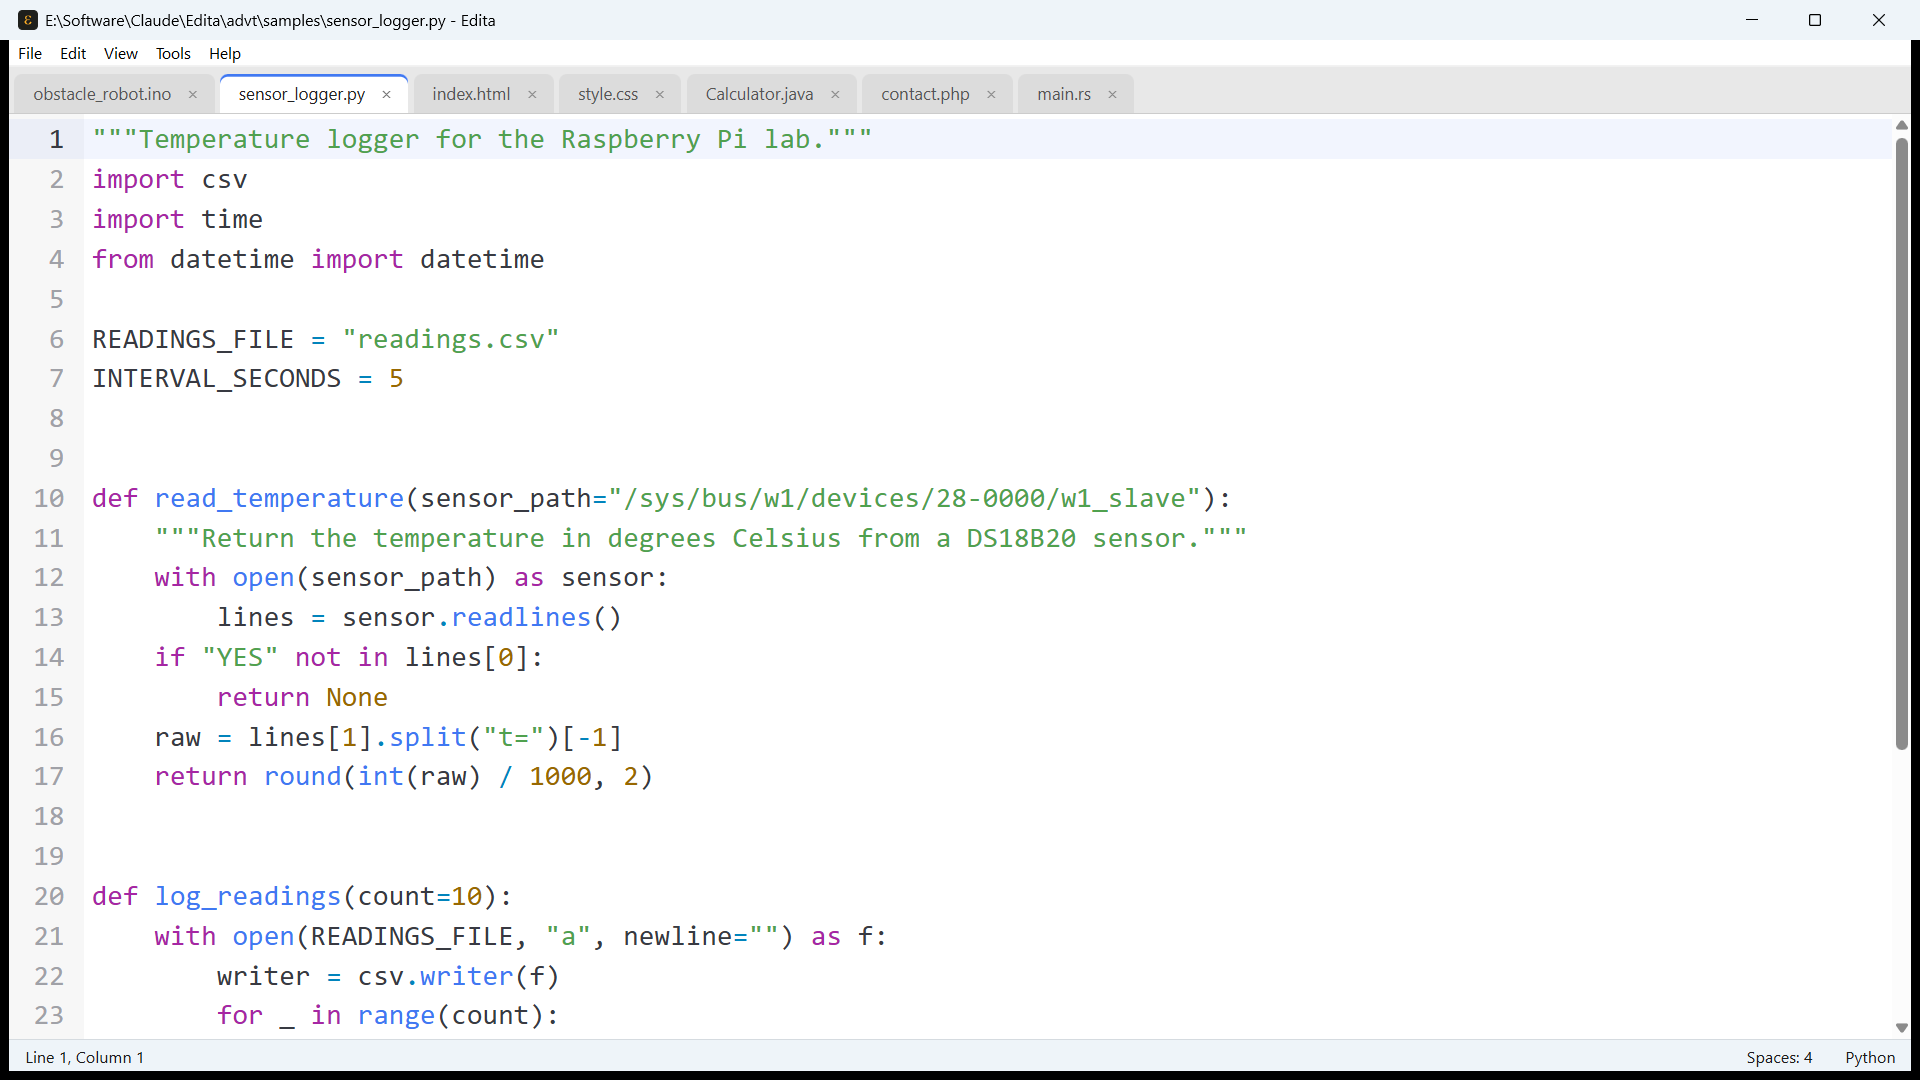 E:\Software\Claude\Edita\advt\samples\sensor_logger.py - Edita
File Edit View Tools Help
obstacle_robot.ino × sensor_logger.py × index.html × style.css × Calculator.java × contact.php × main.rs ×
1 """Temperature logger for the Raspberry Pi lab."""
2 import csv
3 import time
4 from datetime import datetime
5
6 READINGS_FILE = "readings.csv"
7 INTERVAL_SECONDS = 5
8
9
10 def read_temperature(sensor_path="/sys/bus/w1/devices/28-0000/w1_slave"):
11     """Return the temperature in degrees Celsius from a DS18B20 sensor."""
12     with open(sensor_path) as sensor:
13         lines = sensor.readlines()
14     if "YES" not in lines[0]:
15         return None
16     raw = lines[1].split("t=")[-1]
17     return round(int(raw) / 1000, 2)
18
19
20 def log_readings(count=10):
21     with open(READINGS_FILE, "a", newline="") as f:
22         writer = csv.writer(f)
23         for _ in range(count):
Line 1, Column 1 Spaces: 4 Python